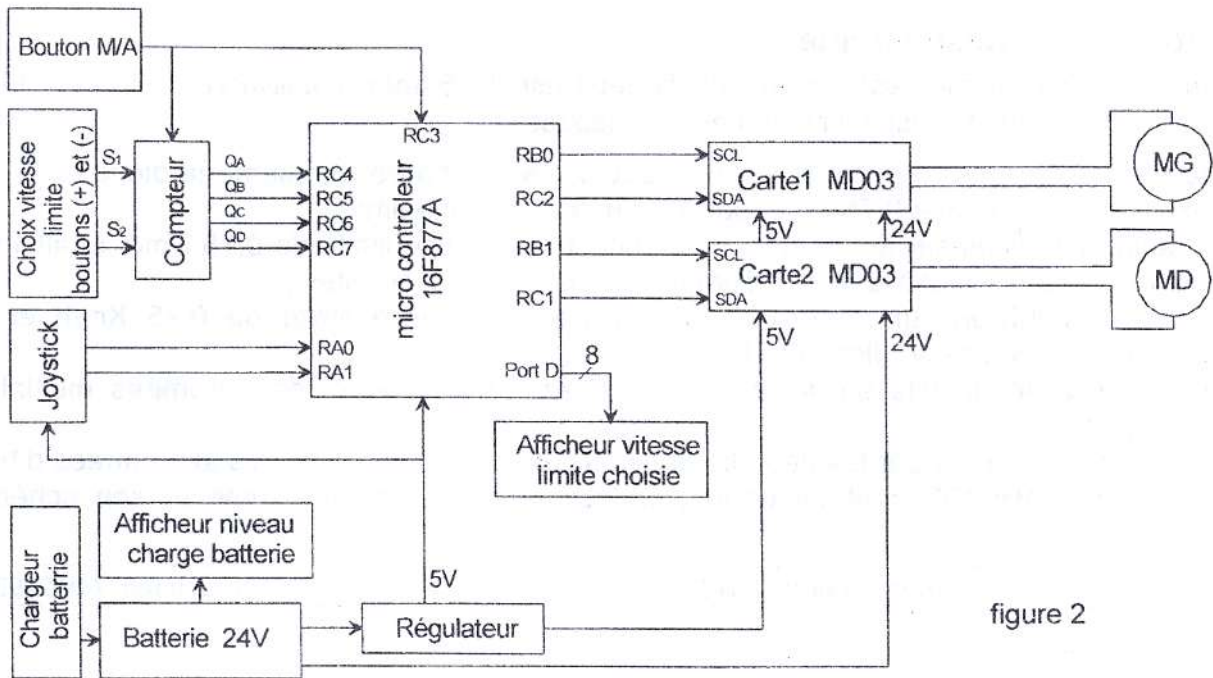 Bouton M/A
Choix vitesse
limite
boutons (+) et (-)
S1
S2
Compteur
QA
QB
QC
QD
RC3
RC4
RC5
RC6
RC7
RA0
RA1
micro controleur
16F877A
RB0
RC2
RB1
RC1
Port D
8
SCL
Carte1 MD03
SDA
5V
24V
SCL
Carte2 MD03
SDA
5V
24V
MG
MD
Joystick
Afficheur vitesse
limite choisie
Afficheur niveau
charge batterie
Chargeur
batterrie
Batterie 24V
5V
Régulateur
figure 2